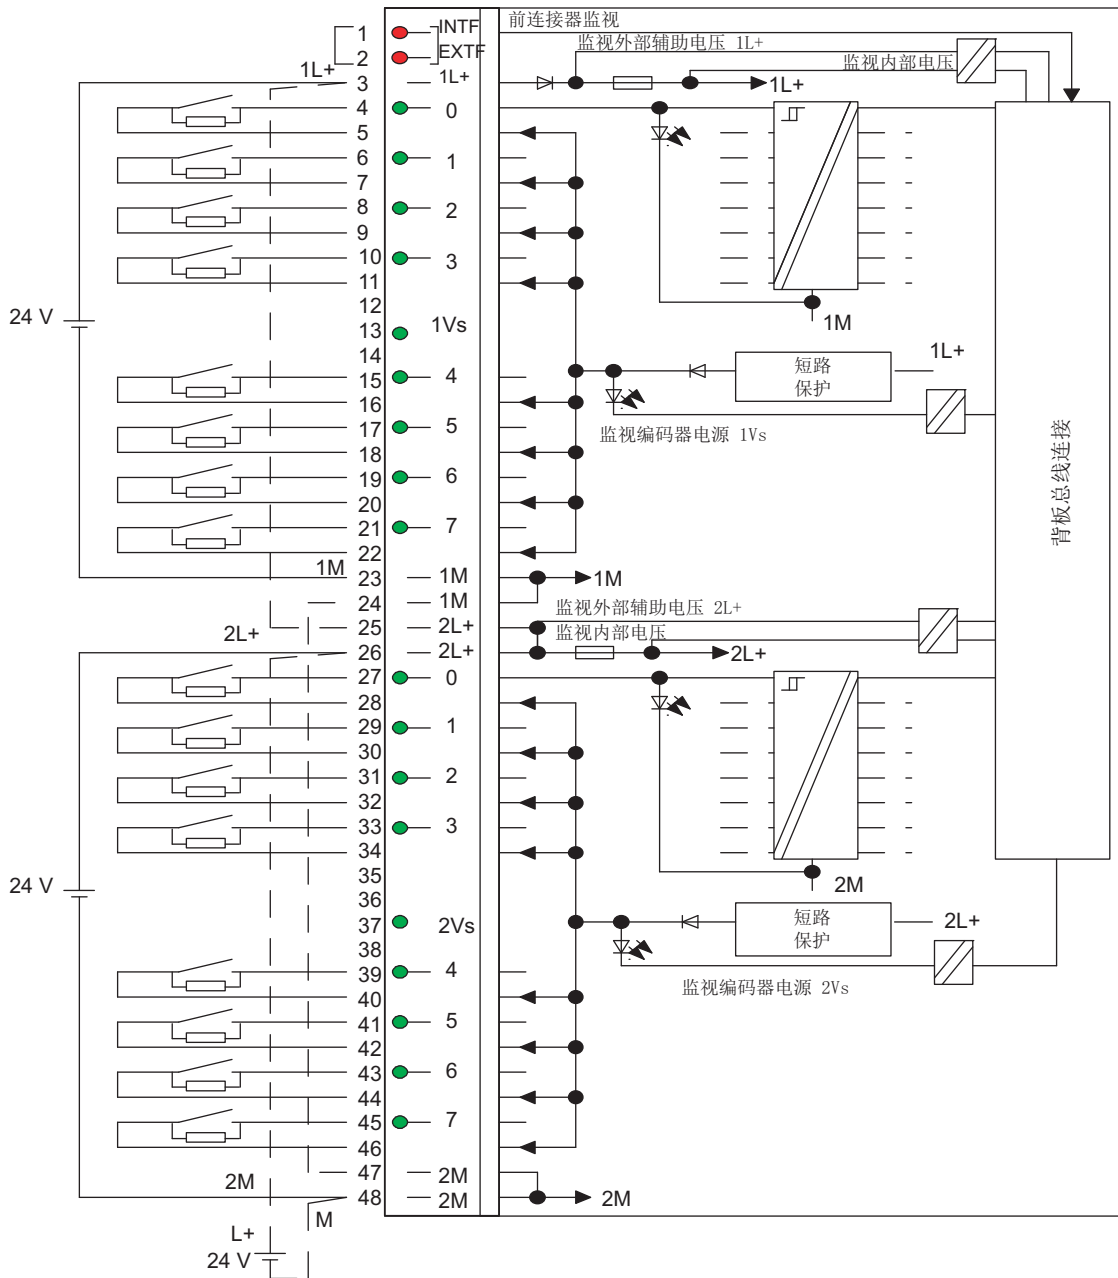 前连接器监视
1 INTF
监视外部辅助电压 1L+
2 EXTF
监视内部电压
1L+ 3 1L+ 1L+
4 0
5
6 1
7
8 2
9
10 3
11
12
24 V 13 1Vs 1M
14
短路
保护
1L+
15 4
16
17 5
监视编码器电源 1Vs
18
19 6
20
21 7
22
背板总线连接
1M 23 1M 1M
24 1M
监视外部辅助电压 2L+
25 2L+
监视内部电压
2L+ 26 2L+ 2L+
27 0
28
29 1
30
31 2
32
33 3
34
35
24 V 36 2M
37 2Vs
短路
保护
2L+
38
39 4
监视编码器电源 2Vs
40
41 5
42
43 6
44
45 7
46
47 2M
2M 48 2M 2M
M
L+
24 V